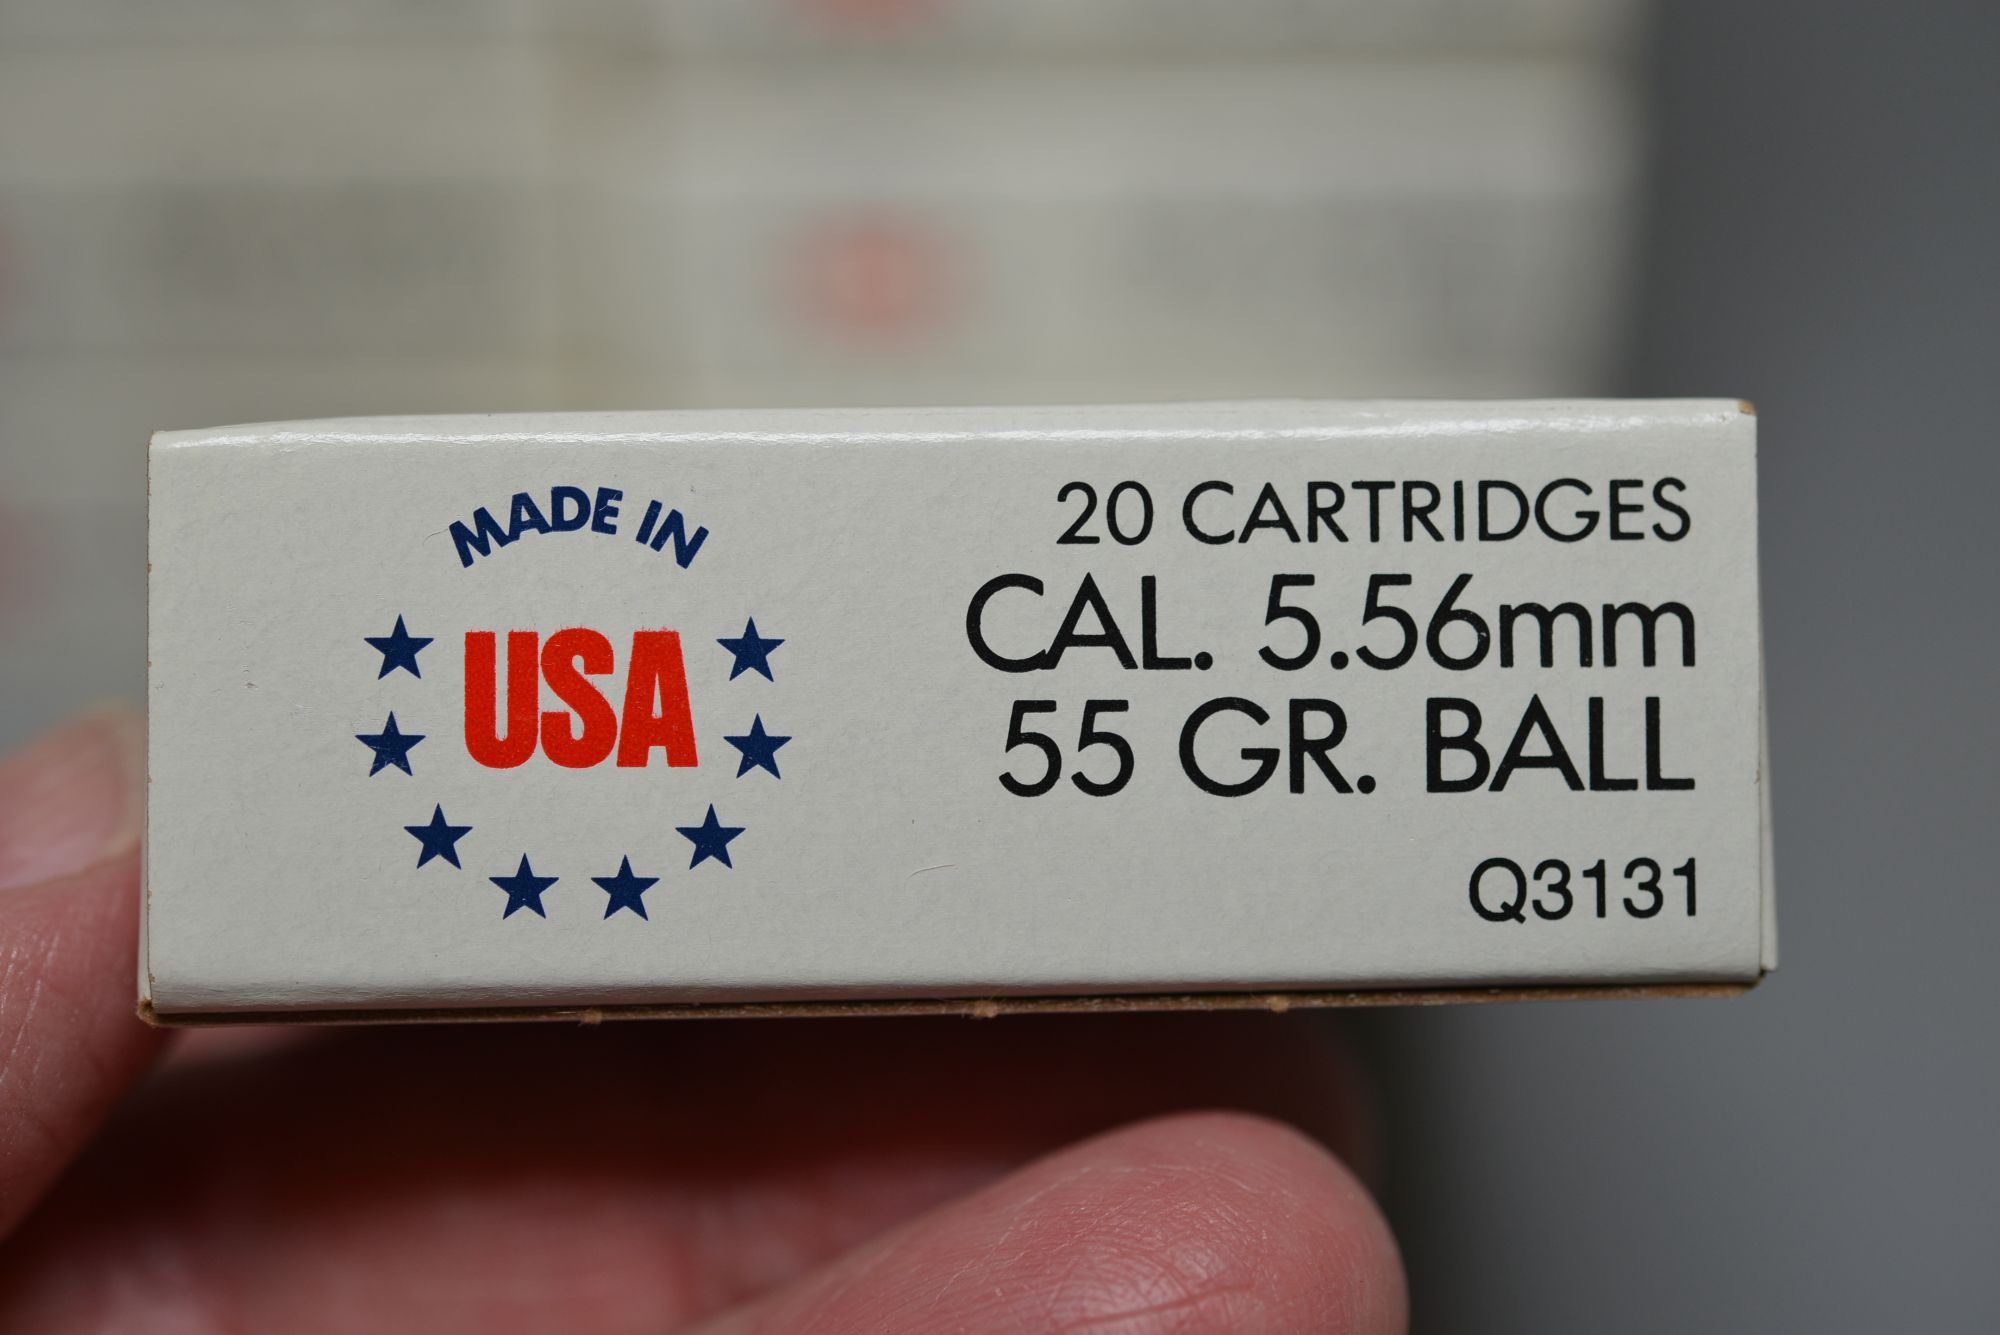 MADE IN
USA
20 CARTRIDGES
CAL. 5.56mm
55 GR. BALL
Q3131